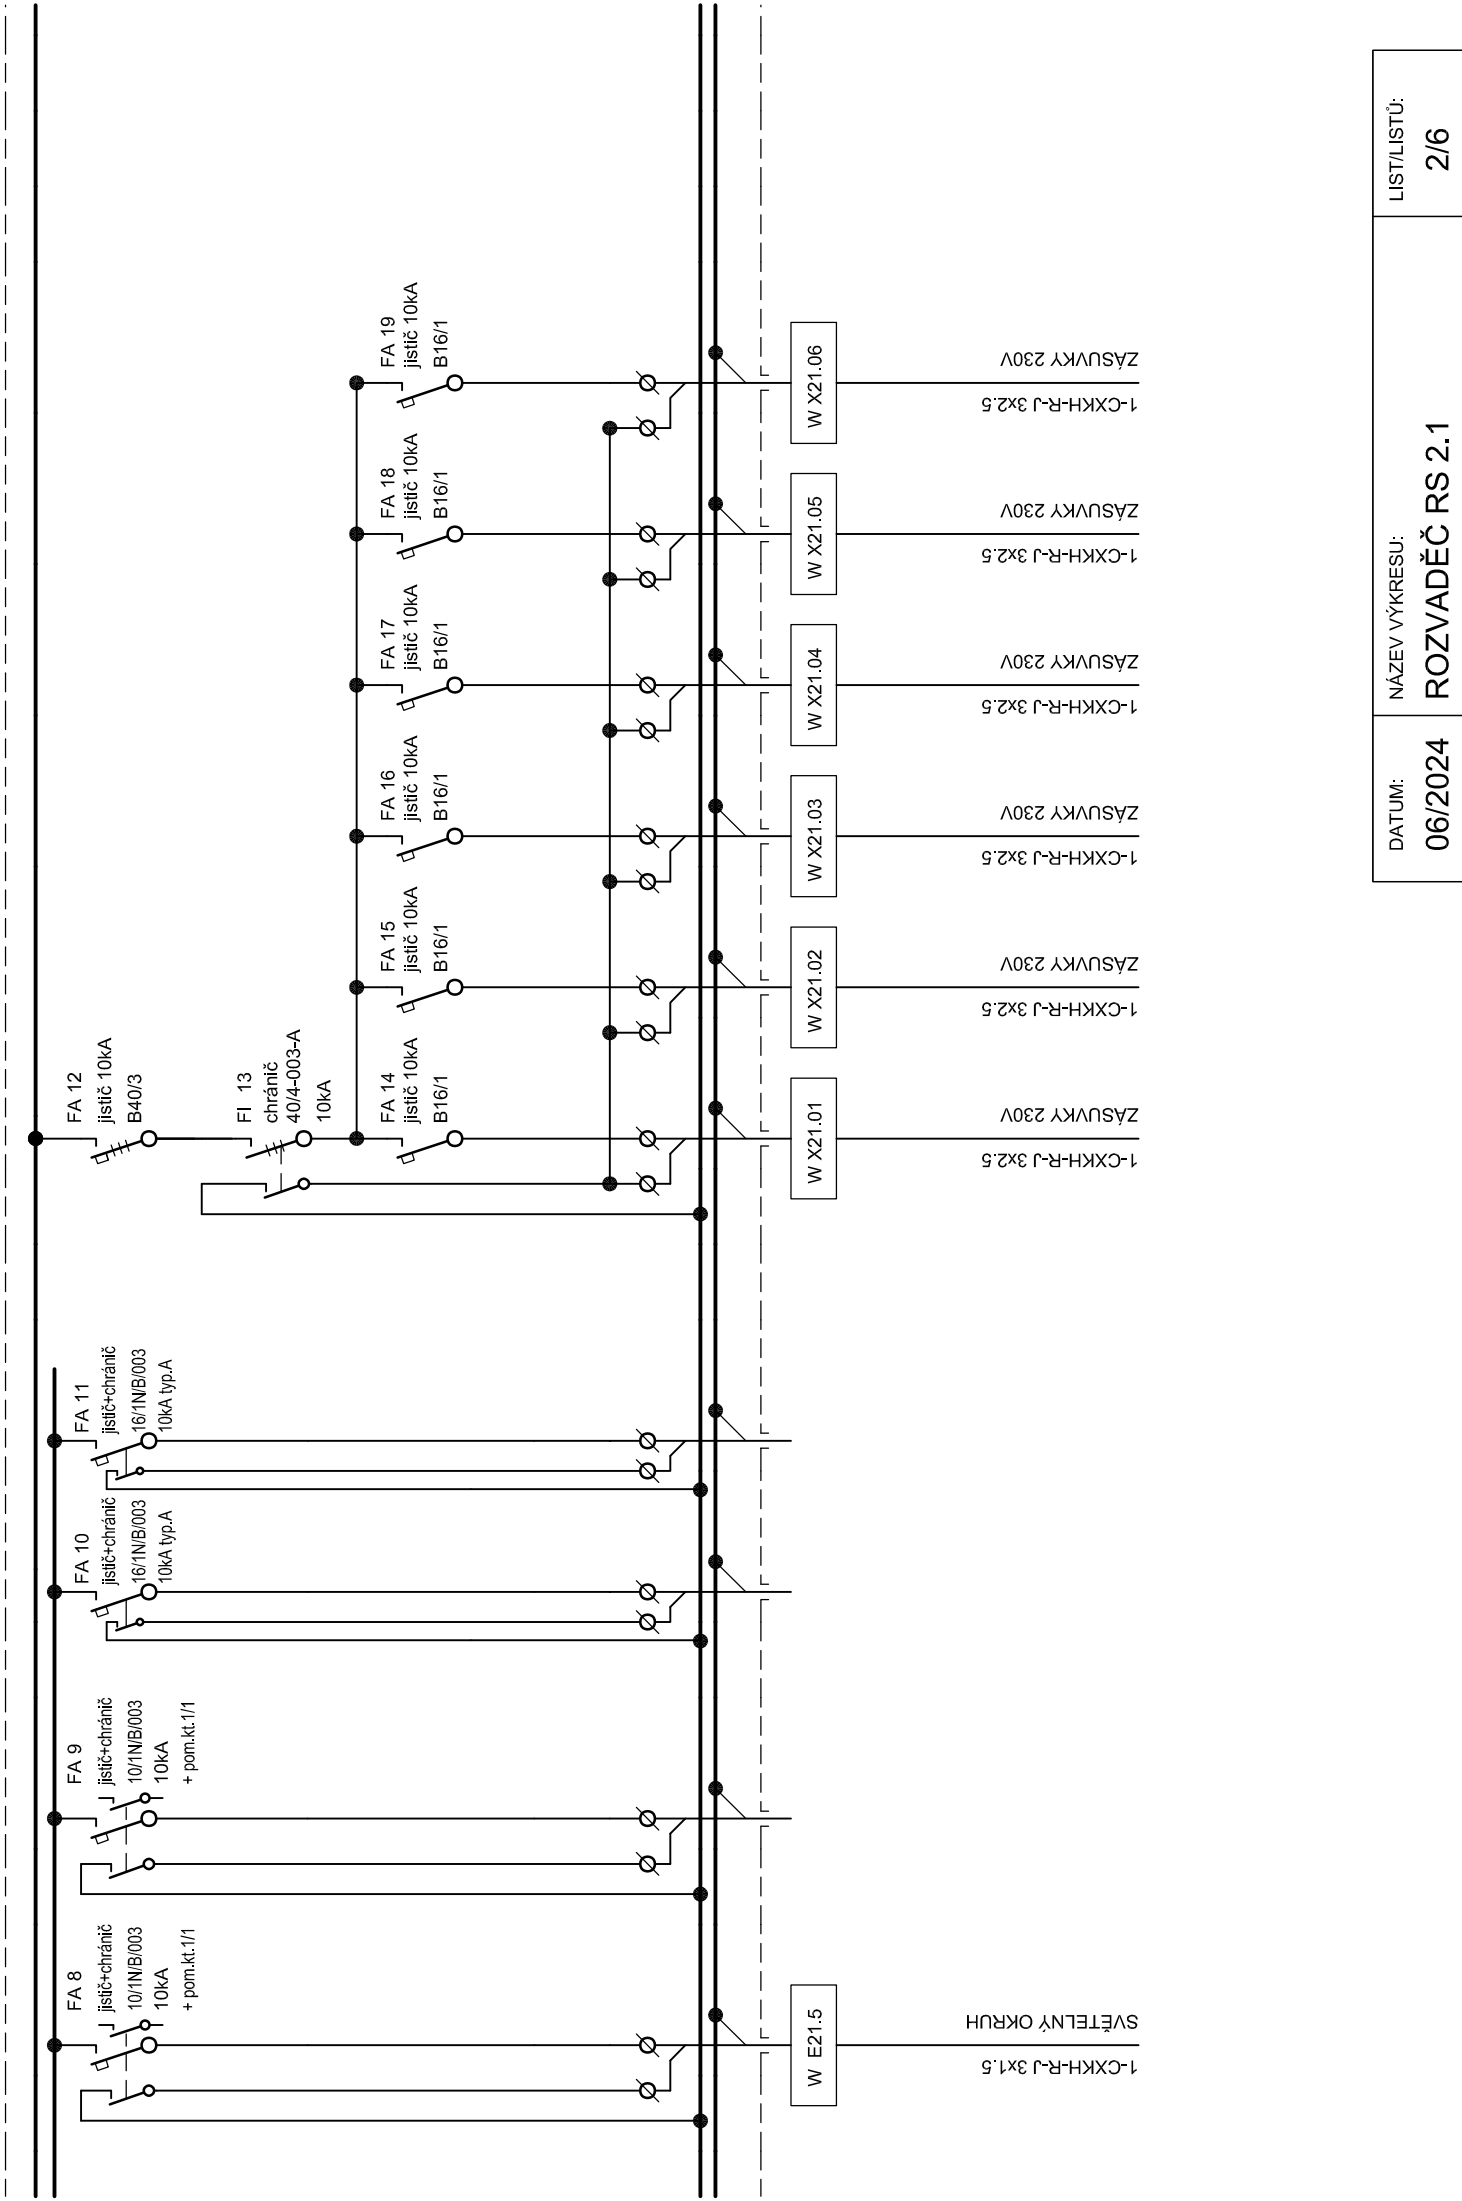 FA 8
jistič+chránič
10/1N/B/003
10kA
+ pom.kt.1/1
FA 9
jistič+chránič
10/1N/B/003
10kA
+ pom.kt.1/1
FA 10
jistič+chránič
16/1N/B/003
10kA typ.A
FA 11
jistič+chránič
16/1N/B/003
10kA typ.A
FA 12
jistič 10kA
B40/3
FI 13
chránič
40/4-003-A
10kA
FA 14
jistič 10kA
B16/1
FA 15
jistič 10kA
B16/1
FA 16
jistič 10kA
B16/1
FA 17
jistič 10kA
B16/1
FA 18
jistič 10kA
B16/1
FA 19
jistič 10kA
B16/1
W E21.5
W X21.01
W X21.02
W X21.03
W X21.04
W X21.05
W X21.06
1-CXKH-R-J 3x1.5
SVĚTELNÝ OKRUH
1-CXKH-R-J 3x2.5
ZÁSUVKY 230V
1-CXKH-R-J 3x2.5
ZÁSUVKY 230V
1-CXKH-R-J 3x2.5
ZÁSUVKY 230V
1-CXKH-R-J 3x2.5
ZÁSUVKY 230V
1-CXKH-R-J 3x2.5
ZÁSUVKY 230V
1-CXKH-R-J 3x2.5
ZÁSUVKY 230V
DATUM:
06/2024
NÁZEV VÝKRESU:
ROZVADĚČ RS 2.1
LIST/LISTŮ:
2/6